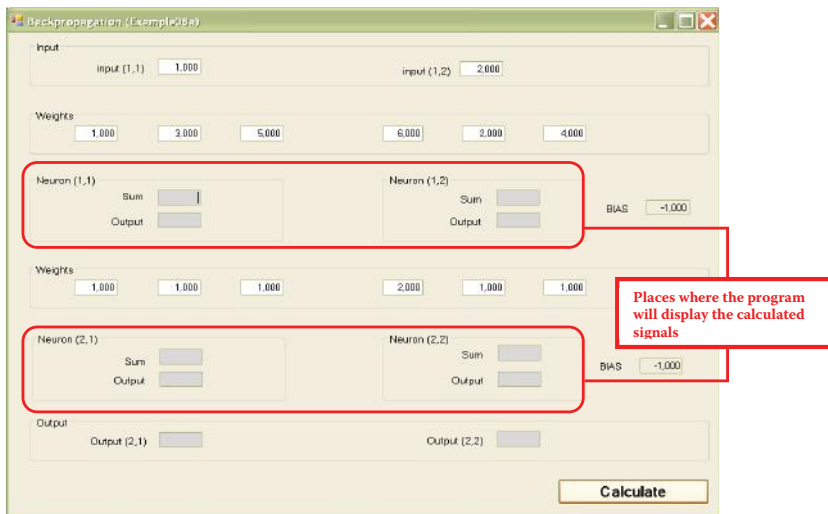 Backpropagation (Example08a)
Input
input (1,1) 1,000 input (1,2) 2,000
Weights
1,000 3,000 5,000 6,000 2,000 4,000
Neuron (1,1) Neuron (1,2)
Sum Sum
BIAS -1,000
Output Output
Weights
1,000 1,000 1,000 2,000 1,000 1,000
Places where the program
will display the calculated
signals
Neuron (2,1) Neuron (2,2)
Sum Sum
BIAS -1,000
Output Output
Output
Output (2,1) Output (2,2)
Calculate